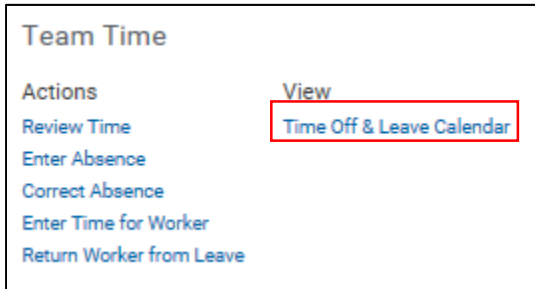 Team Time
Actions
Review Time
Enter Absence
Correct Absence
Enter Time for Worker
Return Worker from Leave
View
Time Off & Leave Calendar